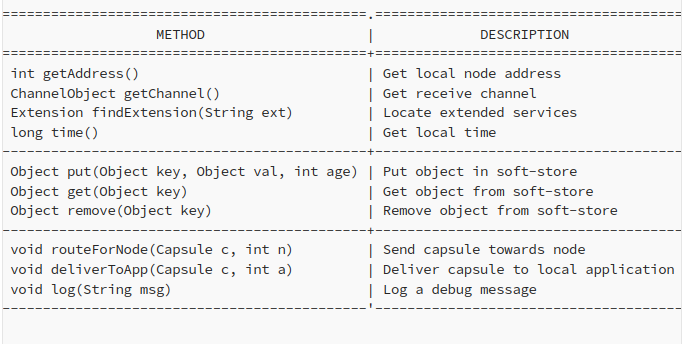 METHOD | DESCRIPTION
int getAddress() | Get local node address
ChannelObject getChannel() | Get receive channel
Extension findExtension(String ext) | Locate extended services
long time() | Get local time
Object put(Object key, Object val, int age) | Put object in soft-store
Object get(Object key) | Get object from soft-store
Object remove(Object key) | Remove object from soft-store
void routeForNode(Capsule c, int n) | Send capsule towards node
void deliverToApp(Capsule c, int a) | Deliver capsule to local application
void log(String msg) | Log a debug message